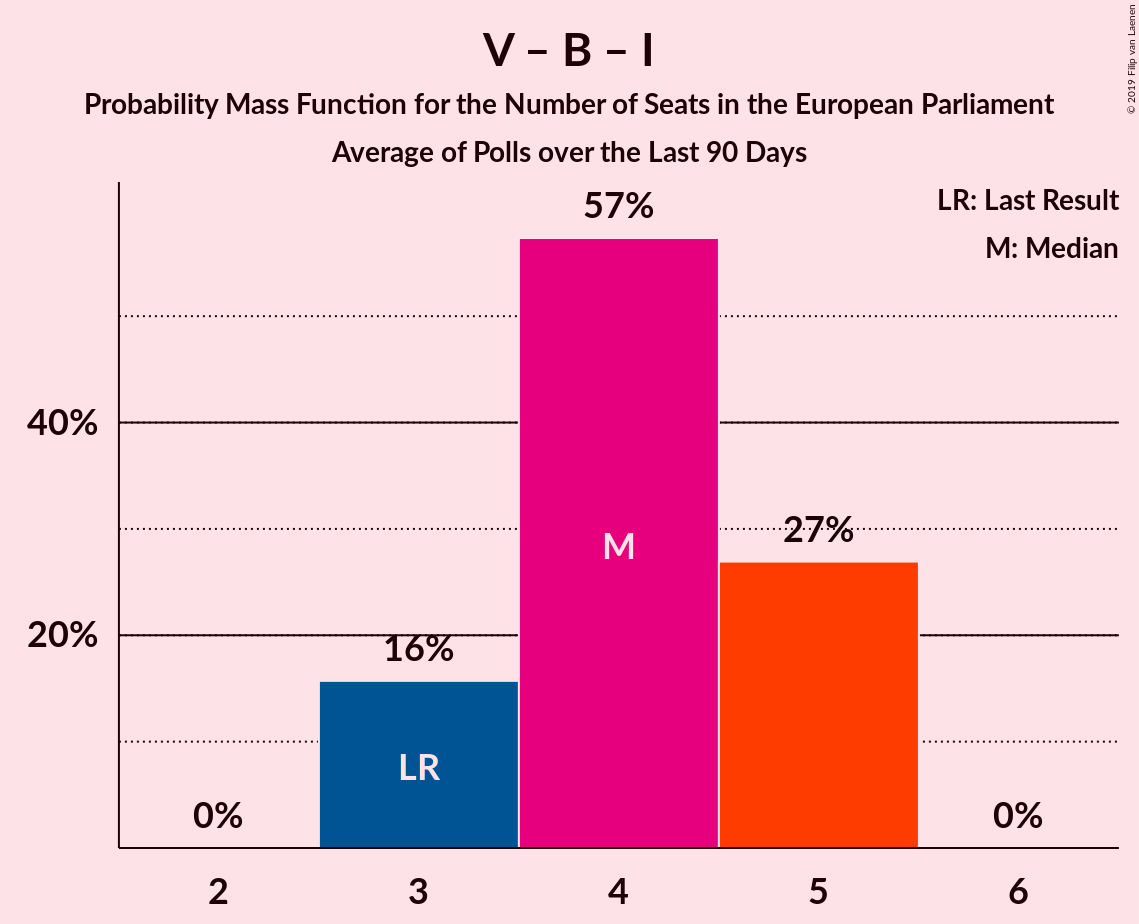 V – B – I
Probability Mass Function for the Number of Seats in the European Parliament
Average of Polls over the Last 90 Days
© 2019 Filip van Laenen
LR: Last Result
M: Median
57%
40%
M
27%
20%
16%
LR
0%
0%
2
3
4
5
6